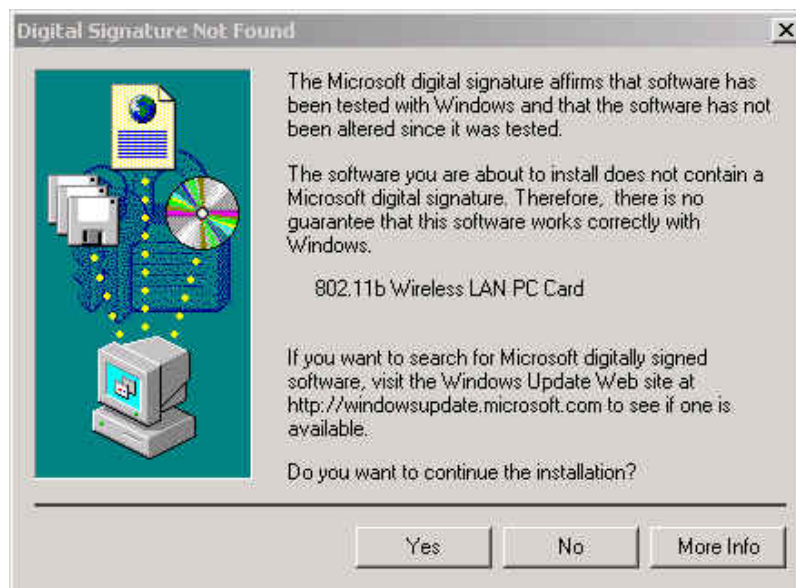 Digital Signature Not Found
The Microsoft digital signature affirms that software has
been tested with Windows and that the software has not
been altered since it was tested.
The software you are about to install does not contain a
Microsoft digital signature. Therefore, there is no
guarantee that this software works correctly with
Windows.
802.11b Wireless LAN PC Card
If you want to search for Microsoft digitally signed
software, visit the Windows Update Web site at
http://windowsupdate.microsoft.com to see if one is
available.
Do you want to continue the installation?
Yes No More Info